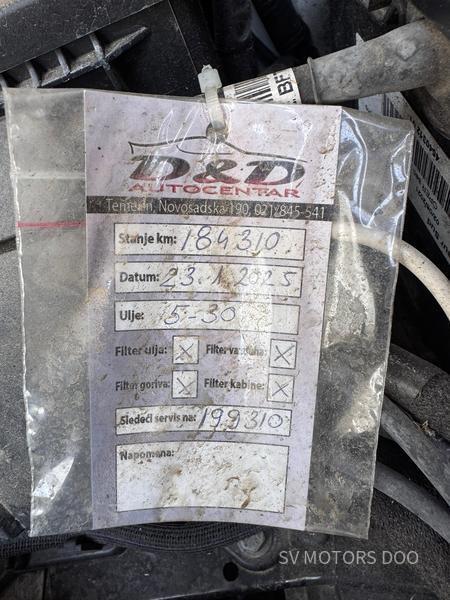 D&D
AUTOCENTAR
Temerin, Novosadska 190, 021/845-541
Stanje km: 184310
Datum: 23.1.2025
Ulje: 5-30
Filter ulja: X Filter vazduha: X
Filter goriva: X Filter kabine: X
Sledeći servis na: 199310
Napomena:
SV MOTORS DOO